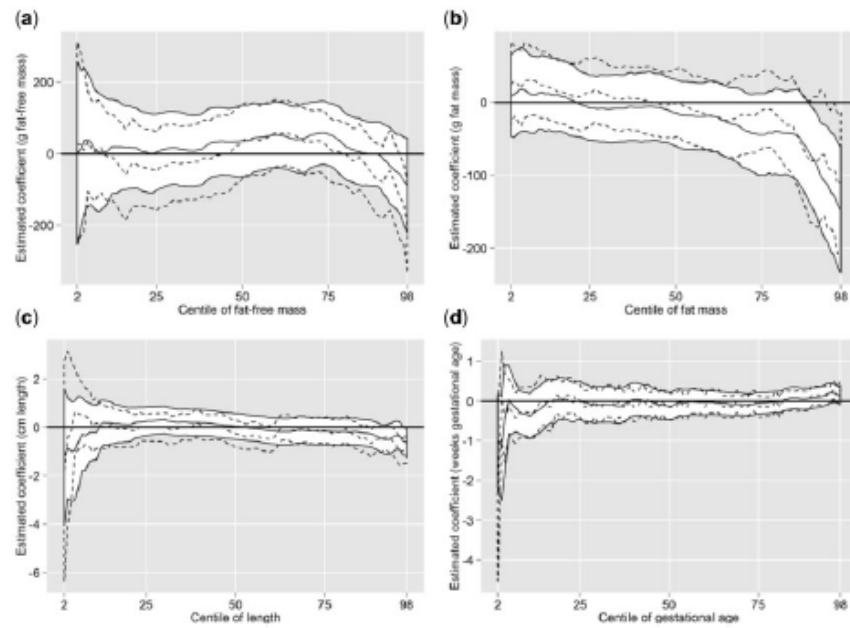 (a)
Estimated coefficient (g fat-free mass)
200
0
-200
2 25 50 75 98
Centile of fat-free mass
(b)
Estimated coefficient (g fat mass)
0
-100
-200
2 25 50 75 98
Centile of fat mass
(c)
Estimated coefficient (cm length)
2
0
-2
-4
-6
2 25 50 75 98
Centile of length
(d)
Estimated coefficient (weeks gestational age)
1
0
-1
-2
-3
-4
2 25 50 75 98
Centile of gestational age